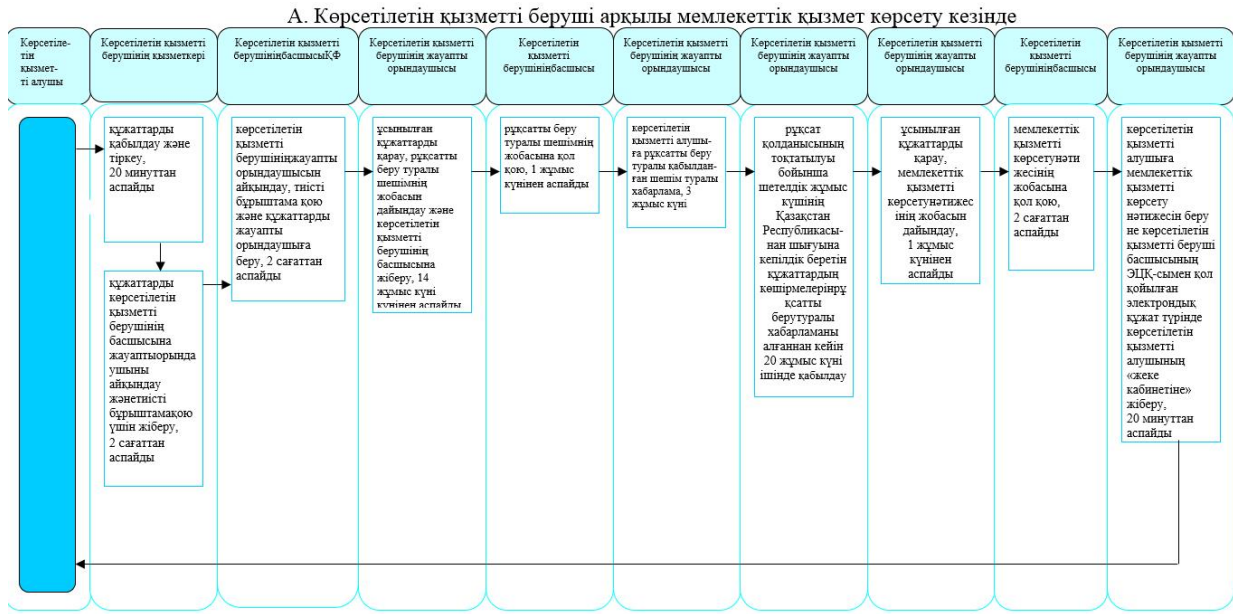 А. Көрсетілетін қызметті беруші арқылы мемлекеттік қызмет көрсету кезінде
Көрсетіле-
тін
қызмет-
ті алушы
Көрсетілетін қызметті
берушінің қызметкері
Көрсетілетін қызметті
берушініңбасшысыҚФ
Көрсетілетін қызметті
берушінің жауапты
орындаушысы
Көрсетілетін
қызметті
берушініңбасшысы
Көрсетілетін қызметті
берушінің жауапты
орындаушысы
Көрсетілетін қызметті
берушінің жауапты
орындаушысы
Көрсетілетін қызметті
берушінің жауапты
орындаушысы
Көрсетілетін
қызметті
берушініңбасшысы
Көрсетілетін қызметті
берушінің жауапты
орындаушысы
құжаттарды
қабылдау және
тіркеу,
20 минуттан
аспайды
құжаттарды
көрсетілетін
қызметті
берушінің
басшысына
жауаптыорында
ушыны
айқындау
жәнетиісті
бұрыштамақою
үшін жіберу,
2 сағаттан
аспайды
көрсетілетін
қызметті
берушініңжауапты
орындаушысын
айқындау, тиісті
бұрыштама қою
және құжаттарды
жауапты
орындаушыға
беру, 2 сағаттан
аспайды
ұсынылған
құжаттарды
қарау, рұқсатты
беру туралы
шешімнің
жобасын
дайындау және
көрсетілетін
қызметті
берушінің
басшысына
жіберу, 14
жұмыс күні
күнінен аспайды
рұқсатты беру
туралы шешімнің
жобасына қол
қою, 1 жұмыс
күнінен аспайды
көрсетілетін
қызметті алушы-
ға рұқсатты беру
туралы қабылдан-
ған шешім туралы
хабарлама, 3
жұмыс күні
рұқсат
қолданысының
тоқтатылуы
бойынша
шетелдік жұмыс
күшінің
Қазақстан
Республикасы-
нан шығуына
кепілдік беретін
құжаттардың
көшірмелерінрұ
қсатты
берутуралы
хабарламаны
алғаннан кейін
20 жұмыс күні
ішінде қабылдау
ұсынылған
құжаттарды
қарау,
мемлекеттік
қызметті
көрсетунәтижес
інің жобасын
дайындау,
1 жұмыс
күнінен
аспайды
мемлекеттік
қызметті
көрсетунәти
жесінің
жобасына
қол қою,
2 сағаттан
аспайды
көрсетілетін
қызметті
алушыға
мемлекеттік
қызметті
көрсету
нәтижесін беру
не көрсетілетін
қызметті беруші
басшысының
ЭЦҚ-сымен қол
қойылған
электрондық
құжат түрінде
көрсетілетін
қызметті
алушының
«жеке
кабинетіне»
жіберу,
20 минуттан
аспайды